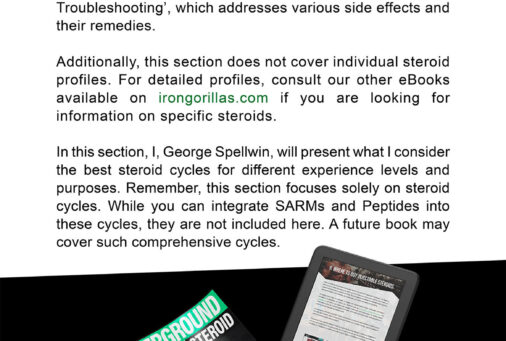 Troubleshooting’, which addresses various side effects and
their remedies.
Additionally, this section does not cover individual steroid
profiles. For detailed profiles, consult our other eBooks
available on irongorillas.com if you are looking for
information on specific steroids.
In this section, I, George Spellwin, will present what I consider
the best steroid cycles for different experience levels and
purposes. Remember, this section focuses solely on steroid
cycles. While you can integrate SARMs and Peptides into
these cycles, they are not included here. A future book may
cover such comprehensive cycles.
STEROID